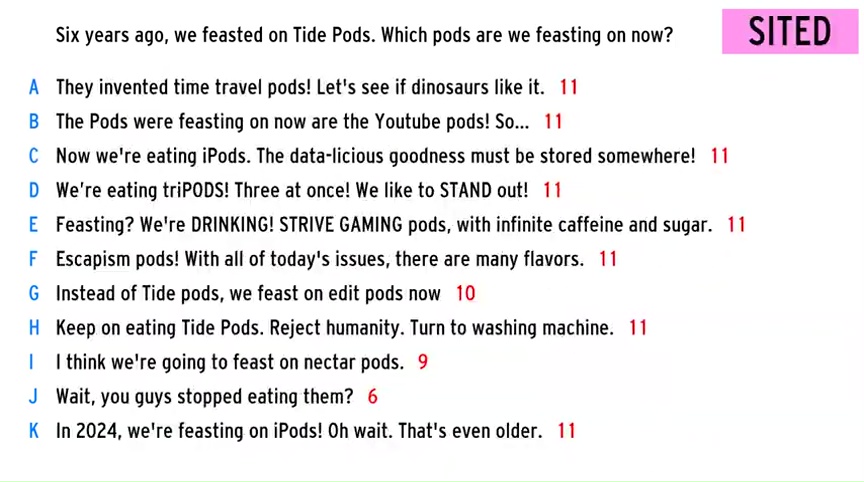 Six years ago, we feasted on Tide Pods. Which pods are we feasting on now? SITED
A They invented time travel pods! Let's see if dinosaurs like it. 11
B The Pods were feasting on now are the Youtube pods! So... 11
C Now we're eating iPods. The data-licious goodness must be stored somewhere! 11
D We're eating triPODS! Three at once! We like to STAND out! 11
E Feasting? We're DRINKING! STRIVE GAMING pods, with infinite caffeine and sugar. 11
F Escapism pods! With all of today's issues, there are many flavors. 11
G Instead of Tide pods, we feast on edit pods now 10
H Keep on eating Tide Pods. Reject humanity. Turn to washing machine. 11
I I think we're going to feast on nectar pods. 9
J Wait, you guys stopped eating them? 6
K In 2024, we're feasting on iPods! Oh wait. That's even older. 11